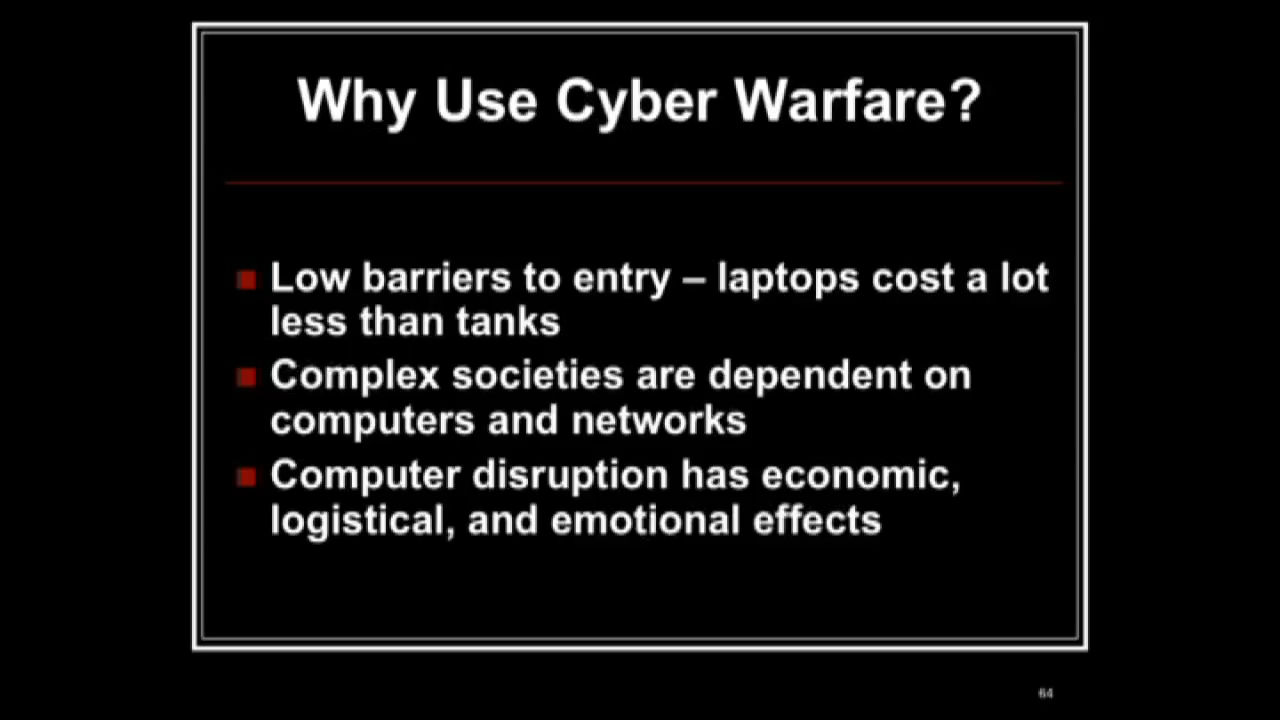 Why Use Cyber Warfare?
Low barriers to entry – laptops cost a lot
less than tanks
Complex societies are dependent on
computers and networks
Computer disruption has economic,
logistical, and emotional effects
64